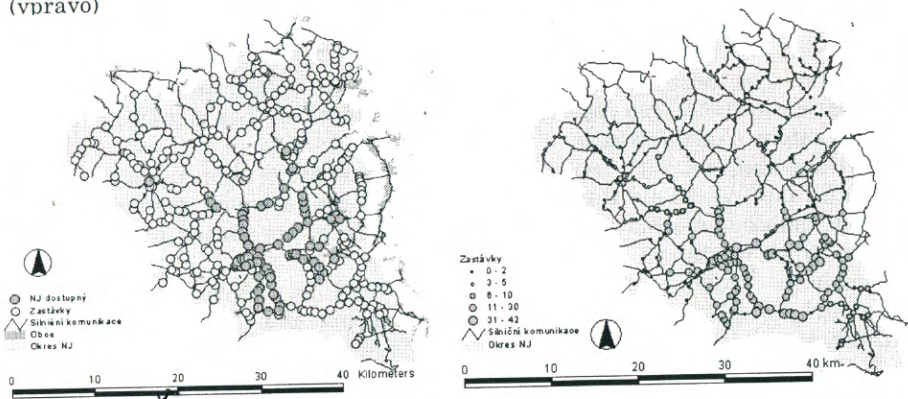 (vpravo)
NJ dostupný
Zastávky
Silniční komunikace
Obce
Okres NJ
0 10 20 30 40 Kilometers
Zastávky
0 - 2
3 - 5
6 - 10
11 - 30
31 - 42
Silniční komunikace
Okres NJ
0 10 20 30 40 km